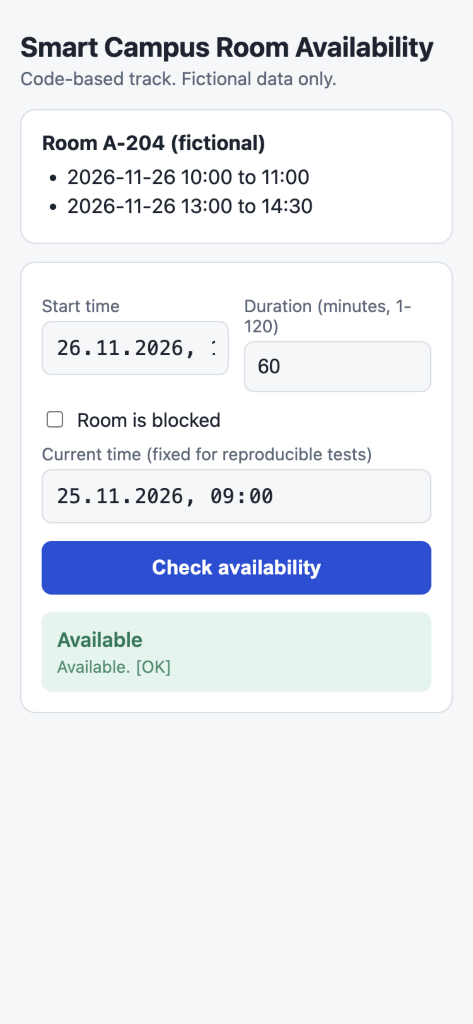 Smart Campus Room Availability
Code-based track. Fictional data only.
Room A-204 (fictional)
• 2026-11-26 10:00 to 11:00
• 2026-11-26 13:00 to 14:30
Start time
26.11.2026,
Duration (minutes, 1-
120)
60
Room is blocked
Current time (fixed for reproducible tests)
25.11.2026, 09:00
Check availability
Available
Available. [OK]